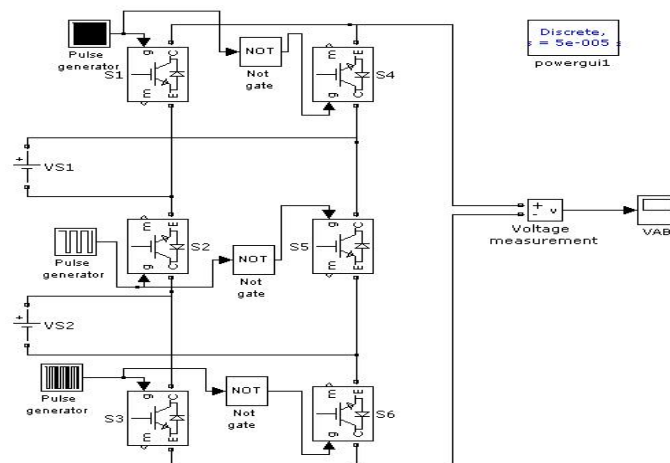 Pulse
generator
S1
g
C
m
E
NOT
Not
gate
m
E
g
C
S4
Discrete,
s = 5e-005 s
powergui1
+
VS1
Pulse
generator
m
E
g
C
S2
NOT
Not
gate
S5
g
C
m
E
+
-
v
Voltage
measurement
VAB
+
VS2
Pulse
generator
S3
g
C
m
E
NOT
Not
gate
m
E
g
C
S6